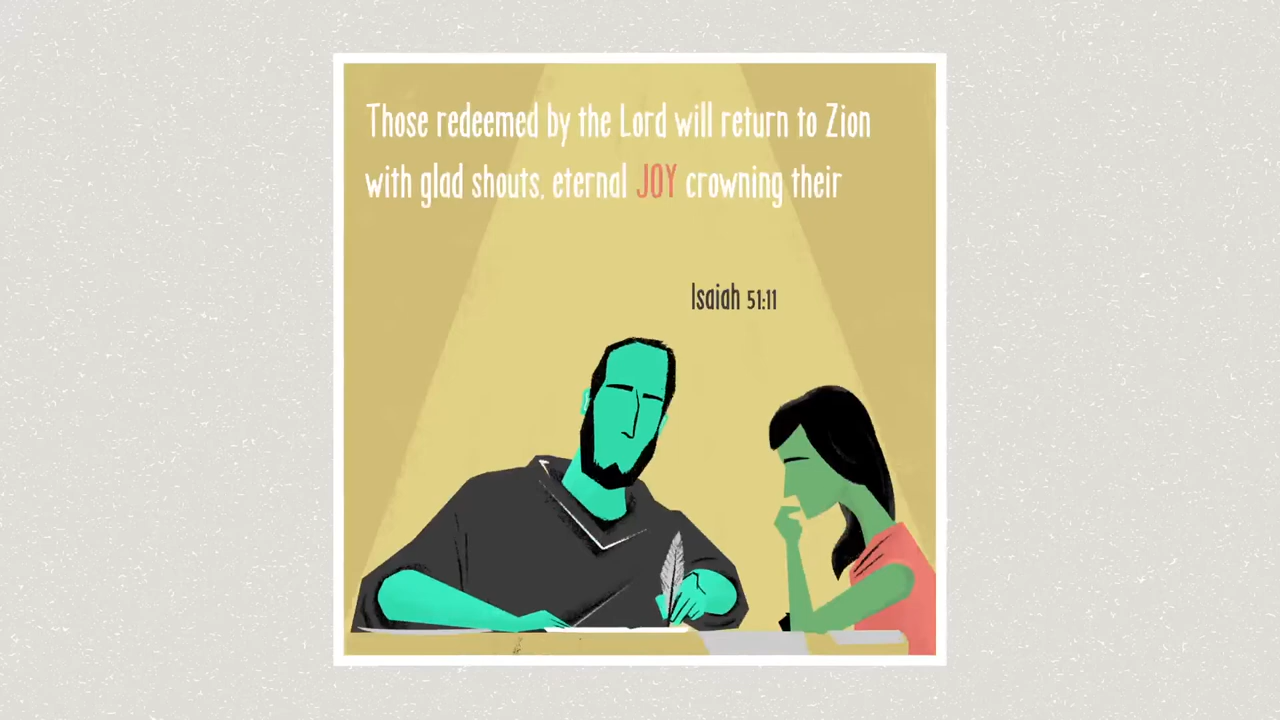 Those redeemed by the Lord will return to Zion
with glad shouts, eternal JOY crowning their
Isaiah 51:11